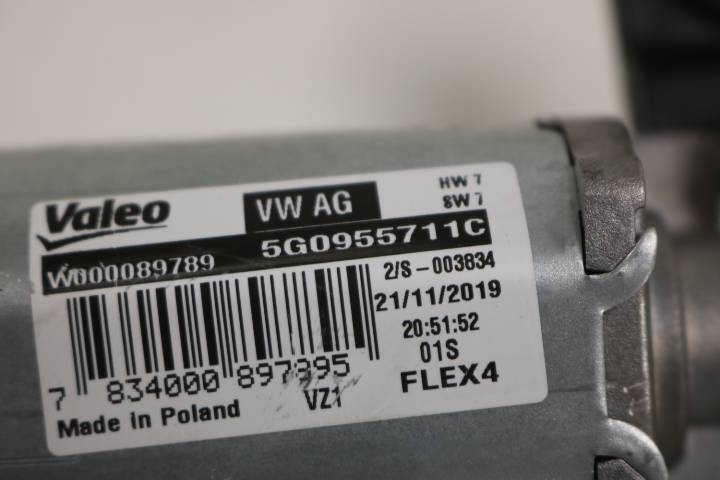 Valeo
VW AG
HW 7
SW 7
W000089789
5G0955711C
2/S-003834
21/11/2019
20:51:52
01S
7 834000
VZ1
FLEX4
Made in Poland